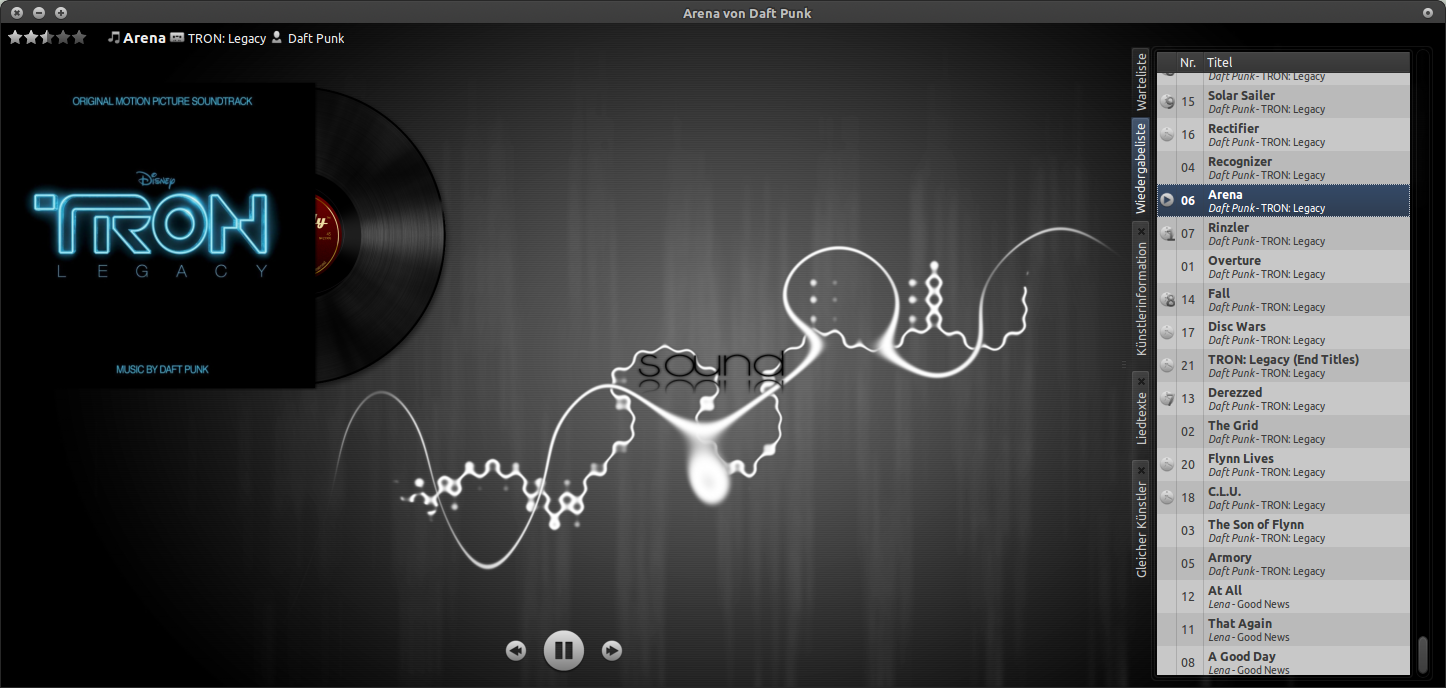 Arena von Daft Punk
Arena TRON: Legacy Daft Punk
ORIGINAL MOTION PICTURE SOUNDTRACK
Disney
TRON
LEGACY
MUSIC BY DAFT PUNK
sound
Warteliste
Wiedergabeliste
Künstlerinformation
Liedtexte
Gleicher Künstler
Nr. Titel
Daft Punk - TRON: Legacy
9 15 Solar Sailer
Daft Punk - TRON: Legacy
16 Rectifier
Daft Punk - TRON: Legacy
04 Recognizer
Daft Punk - TRON: Legacy
06 Arena
Daft Punk - TRON: Legacy
1 07 Rinzler
Daft Punk - TRON: Legacy
01 Overture
Daft Punk - TRON: Legacy
8 14 Fall
Daft Punk - TRON: Legacy
17 Disc Wars
Daft Punk - TRON: Legacy
21 TRON: Legacy (End Titles)
Daft Punk - TRON: Legacy
7 13 Derezzed
Daft Punk - TRON: Legacy
02 The Grid
Daft Punk - TRON: Legacy
20 Flynn Lives
Daft Punk - TRON: Legacy
18 C.L.U.
Daft Punk - TRON: Legacy
03 The Son of Flynn
Daft Punk - TRON: Legacy
05 Armory
Daft Punk - TRON: Legacy
12 At All
Lena - Good News
11 That Again
Lena - Good News
08 A Good Day
Lena - Good News